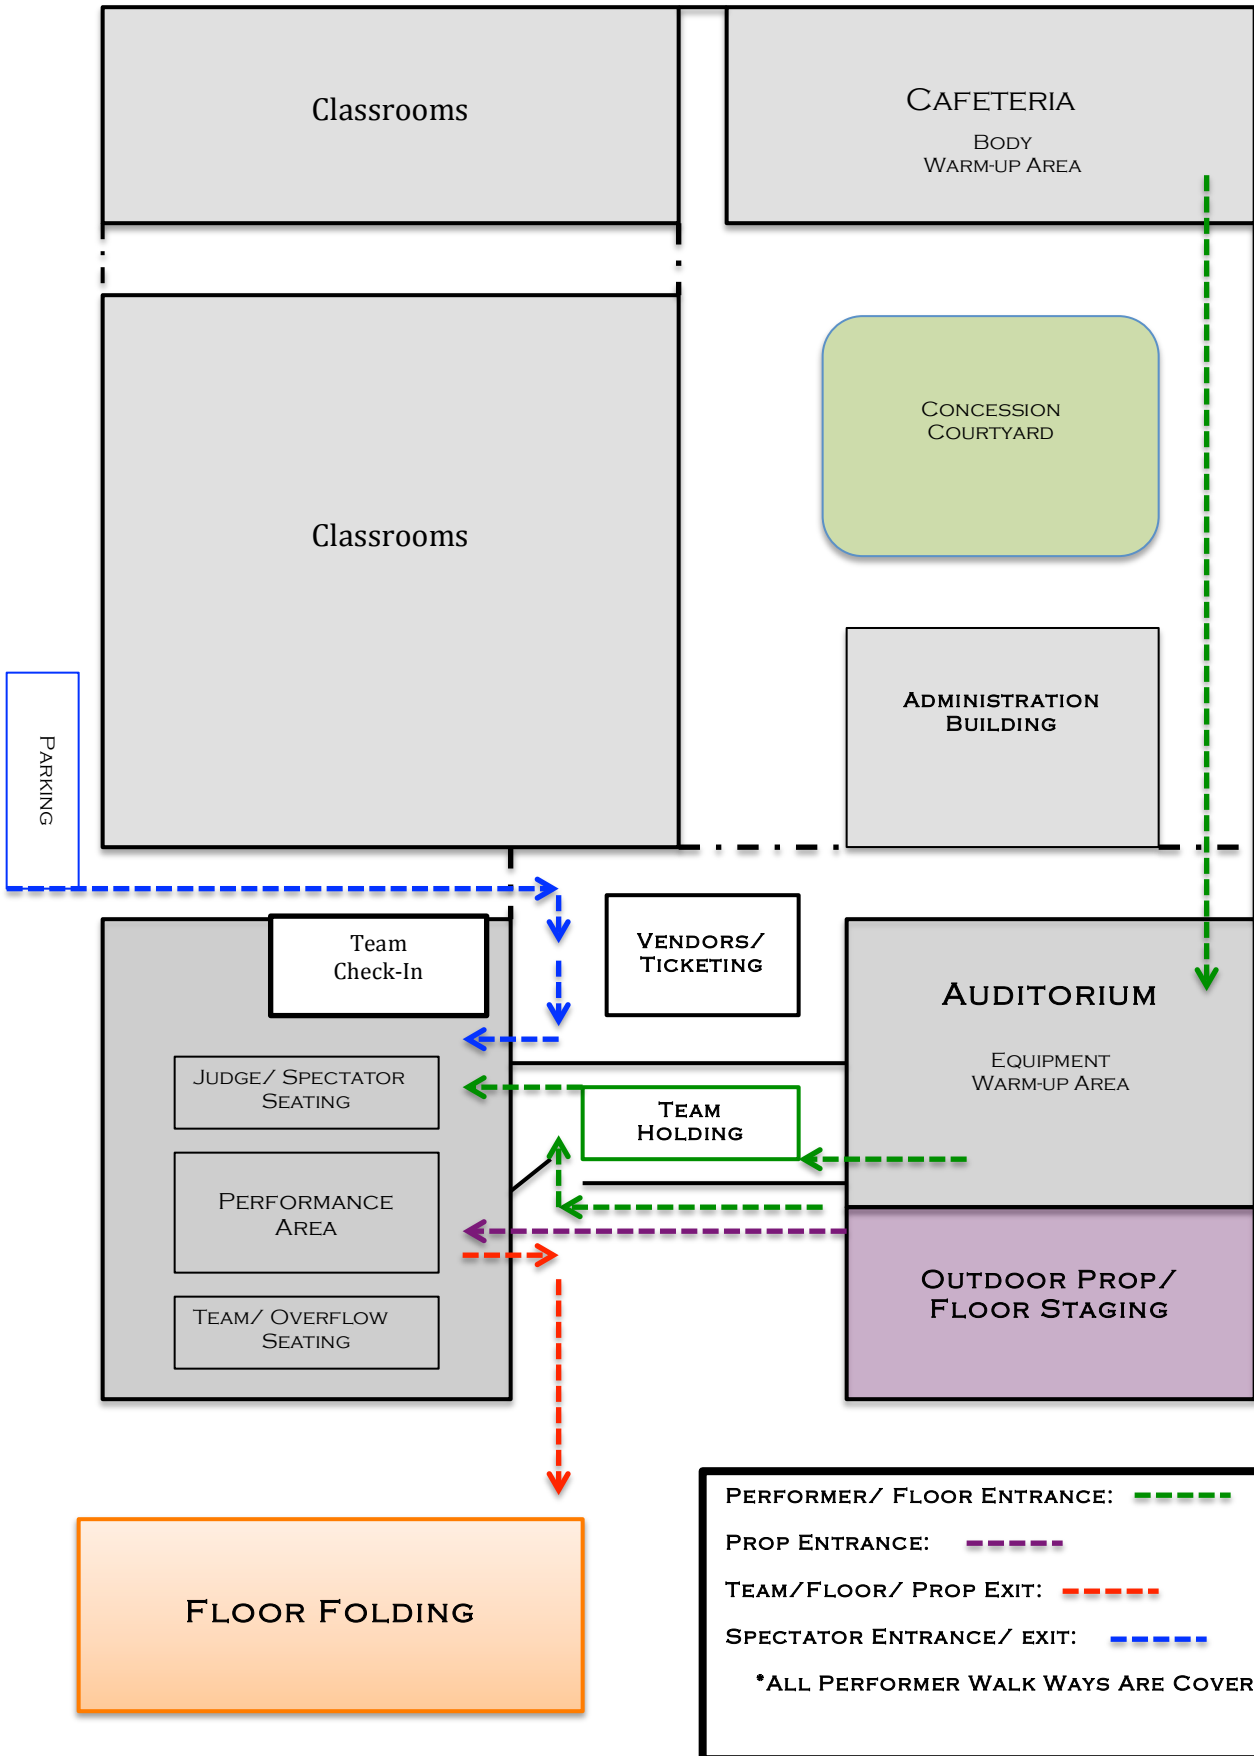 Classrooms
Cafeteria
Body
Warm-up Area
Concession
Courtyard
Classrooms
Administration
Building
Parking
Team
Check-In
Vendors/
Ticketing
Auditorium
Equipment
Warm-up Area
Judge/ Spectator
Seating
Team
Holding
Performance
Area
Outdoor Prop/
Floor Staging
Team/ Overflow
Seating
Performer/ Floor Entrance:
Prop Entrance:
Team/Floor/ Prop Exit:
Spectator Entrance/ exit:
*All Performer Walk Ways Are Cover
Floor Folding